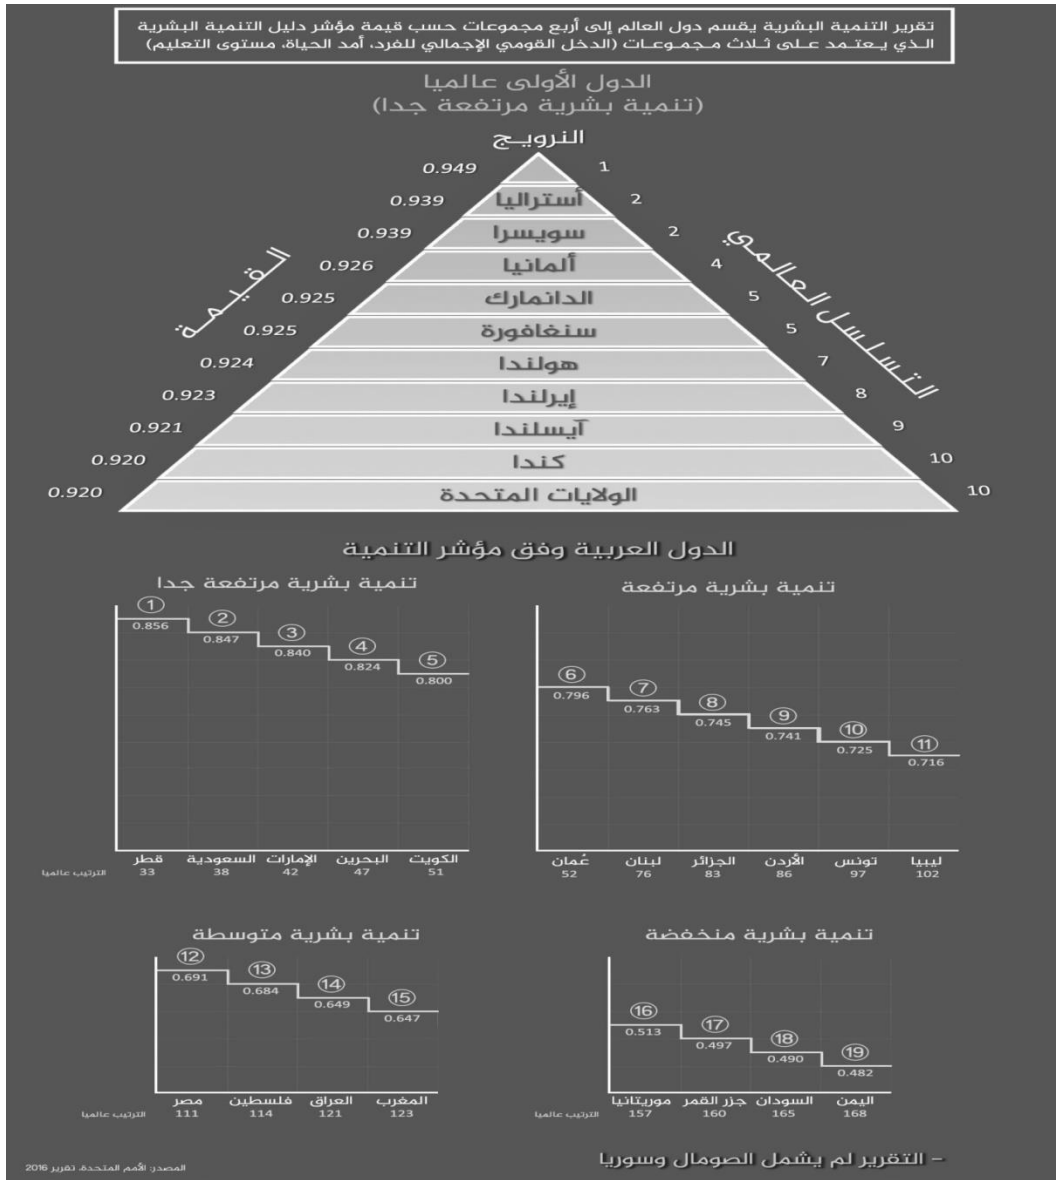 تقرير التنمية البشرية يقسم دول العالم إلى أربع مجموعات حسب قيمة مؤشر دليل التنمية البشرية
الذي يعتمد على ثلاث مجموعات (الدخل القومي الإجمالي للفرد، أمد الحياة، مستوى التعليم)
الدول الأولى عالميا
(تنمية بشرية مرتفعة جدا)
القيمة
التسلسل العالمي
النرويج
1 0.949
أستراليا
2 0.939
سويسرا
2 0.939
ألمانيا
4 0.926
الدانمارك
5 0.925
سنغافورة
5 0.925
هولندا
7 0.924
إيرلندا
8 0.923
آيسلندا
9 0.921
كندا
10 0.920
الولايات المتحدة
10 0.920
الدول العربية وفق مؤشر التنمية
تنمية بشرية مرتفعة جدا
1 2 3 4 5
0.856 0.847 0.840 0.824 0.800
قطر السعودية الإمارات البحرين الكويت
الترتيب عالميا 33 38 42 47 51
تنمية بشرية مرتفعة
6 7 8 9 10 11
0.796 0.763 0.745 0.741 0.725 0.716
عُمان لبنان الجزائر الأردن تونس ليبيا
52 76 83 86 97 102
تنمية بشرية متوسطة
12 13 14 15
0.691 0.684 0.649 0.647
مصر فلسطين العراق المغرب
الترتيب عالميا 111 114 121 123
تنمية بشرية منخفضة
16 17 18 19
0.513 0.497 0.490 0.482
موريتانيا جزر القمر السودان اليمن
الترتيب عالميا 157 160 165 168
– التقرير لم يشمل الصومال وسوريا
المصدر: الأمم المتحدة، تقرير 2016